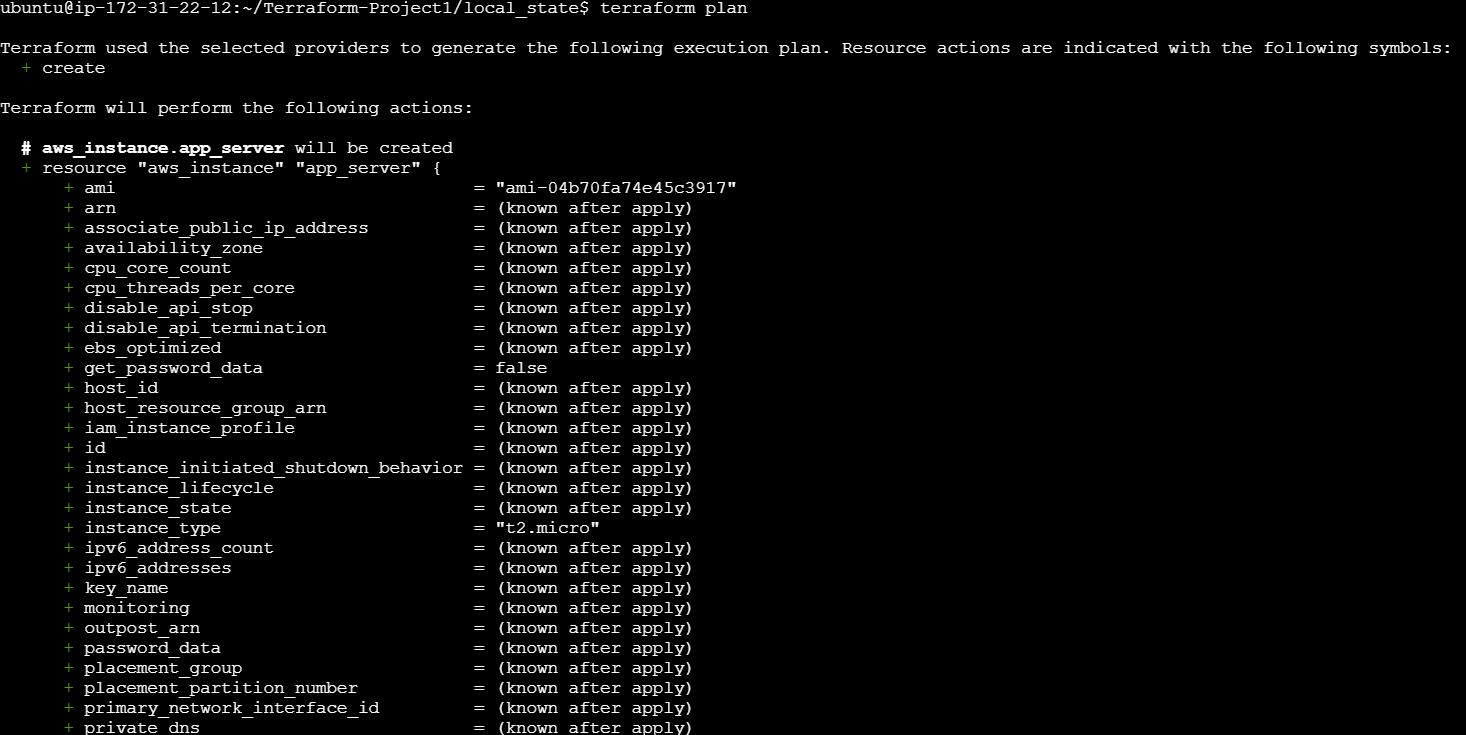 ubuntu@ip-172-31-22-12:~/Terraform-Project1/local_state$ terraform plan
Terraform used the selected providers to generate the following execution plan. Resource actions are indicated with the following symbols:
  + create
Terraform will perform the following actions:
  # aws_instance.app_server will be created
  + resource "aws_instance" "app_server" {
      + ami                                  = "ami-04b70fa74e45c3917"
      + arn                                  = (known after apply)
      + associate_public_ip_address          = (known after apply)
      + availability_zone                    = (known after apply)
      + cpu_core_count                       = (known after apply)
      + cpu_threads_per_core                 = (known after apply)
      + disable_api_stop                     = (known after apply)
      + disable_api_termination              = (known after apply)
      + ebs_optimized                        = (known after apply)
      + get_password_data                    = false
      + host_id                              = (known after apply)
      + host_resource_group_arn              = (known after apply)
      + iam_instance_profile                 = (known after apply)
      + id                                   = (known after apply)
      + instance_initiated_shutdown_behavior = (known after apply)
      + instance_lifecycle                   = (known after apply)
      + instance_state                       = (known after apply)
      + instance_type                        = "t2.micro"
      + ipv6_address_count                   = (known after apply)
      + ipv6_addresses                       = (known after apply)
      + key_name                             = (known after apply)
      + monitoring                           = (known after apply)
      + outpost_arn                          = (known after apply)
      + password_data                        = (known after apply)
      + placement_group                      = (known after apply)
      + placement_partition_number           = (known after apply)
      + primary_network_interface_id         = (known after apply)
      + private_dns                          = (known after apply)